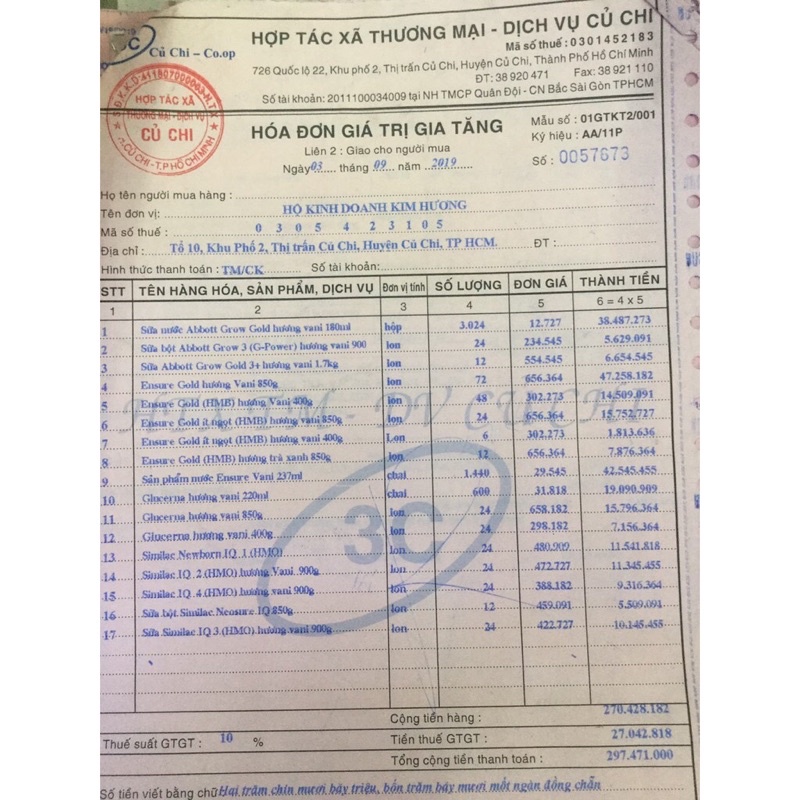 3C Củ Chi – Co.op
HỢP TÁC XÃ THƯƠNG MẠI - DỊCH VỤ CỦ CHI
Mã số thuế : 0301452183
726 Quốc lộ 22, Khu phố 2, Thị trấn Củ Chi, Huyện Củ Chi, Thành Phố Hồ Chí Minh
ĐT: 38 920 471 Fax: 38 921 110
Số tài khoản: 2011100034009 tại NH TMCP Quân Đội - CN Bắc Sài Gòn TPHCM
HỢP TÁC XÃ
THƯƠNG MẠI - DỊCH VỤ
CỦ CHI
HÓA ĐƠN GIÁ TRỊ GIA TĂNG
Liên 2 : Giao cho người mua
Ngày 03 tháng 09 năm 2019
Mẫu số : 01GTKT2/001
Ký hiệu : AA/11P
Số : 0057673
Họ tên người mua hàng :
Tên đơn vị: HỘ KINH DOANH KIM HƯƠNG
Mã số thuế : 0 3 0 5 4 2 3 1 0 5
Địa chỉ : Tổ 10, Khu Phố 2, Thị trấn Củ Chi, Huyện Củ Chi, TP HCM. ĐT :
Hình thức thanh toán : TM/CK Số tài khoản:
STT TÊN HÀNG HÓA, SẢN PHẨM, DỊCH VỤ Đơn vị tính SỐ LƯỢNG ĐƠN GIÁ THÀNH TIỀN
1 2 3 4 5 6 = 4 x 5
1 Sữa nước Abbott Grow Gold hương vani 180ml hộp 3.024 12.727 38.487.273
2 Sữa bột Abbott Grow 3 (G-Power) hương vani 900 lon 24 234.545 5.629.091
3 Sữa Abbott Grow Gold 3+ hương vani 1.7kg lon 12 554.545 6.654.545
4 Ensure Gold hương Vani 850g lon 72 656.364 47.258.182
5 Ensure Gold (HMB) hương Vani 400g lon 48 302.273 14.509.091
6 Ensure Gold ít ngọt (HMB) hương vani 850g lon 24 656.364 15.752.727
7 Ensure Gold ít ngọt (HMB) hương vani 400g Lon 6 302.273 1.813.636
8 Ensure Gold (HMB) hương trà xanh 850g lon 12 656.364 7.876.364
9 Sản phẩm nước Ensure Vani 237ml chai 1.440 29.545 42.545.455
10 Glucerna hương vani 220ml chai 600 31.818 19.090.909
11 Glucerna hương vani 850g lon 24 658.182 15.796.364
12 Glucerna hương vani 400g lon 24 298.182 7.156.364
13 Similac Newborn IQ 1 (HMO) lon 24 480.909 11.541.818
14 Similac IQ 2 (HMO) hương Vani 900g lon 24 472.727 11.345.455
15 Similac IQ 4 (HMO) hương vani 900g lon 24 388.182 9.316.364
16 Sữa bột Similac Neosure IQ 850g lon 12 459.091 5.509.091
17 Sữa Similac IQ 3 (HMO) hương vani 900g lon 24 422.727 10.145.455
3C
Cộng tiền hàng : 270.428.182
Thuế suất GTGT : 10 % Tiền thuế GTGT : 27.042.818
Tổng cộng tiền thanh toán : 297.471.000
Số tiền viết bằng chữ Hai trăm chín mươi bảy triệu, bốn trăm bảy mươi mốt ngàn đồng chẵn